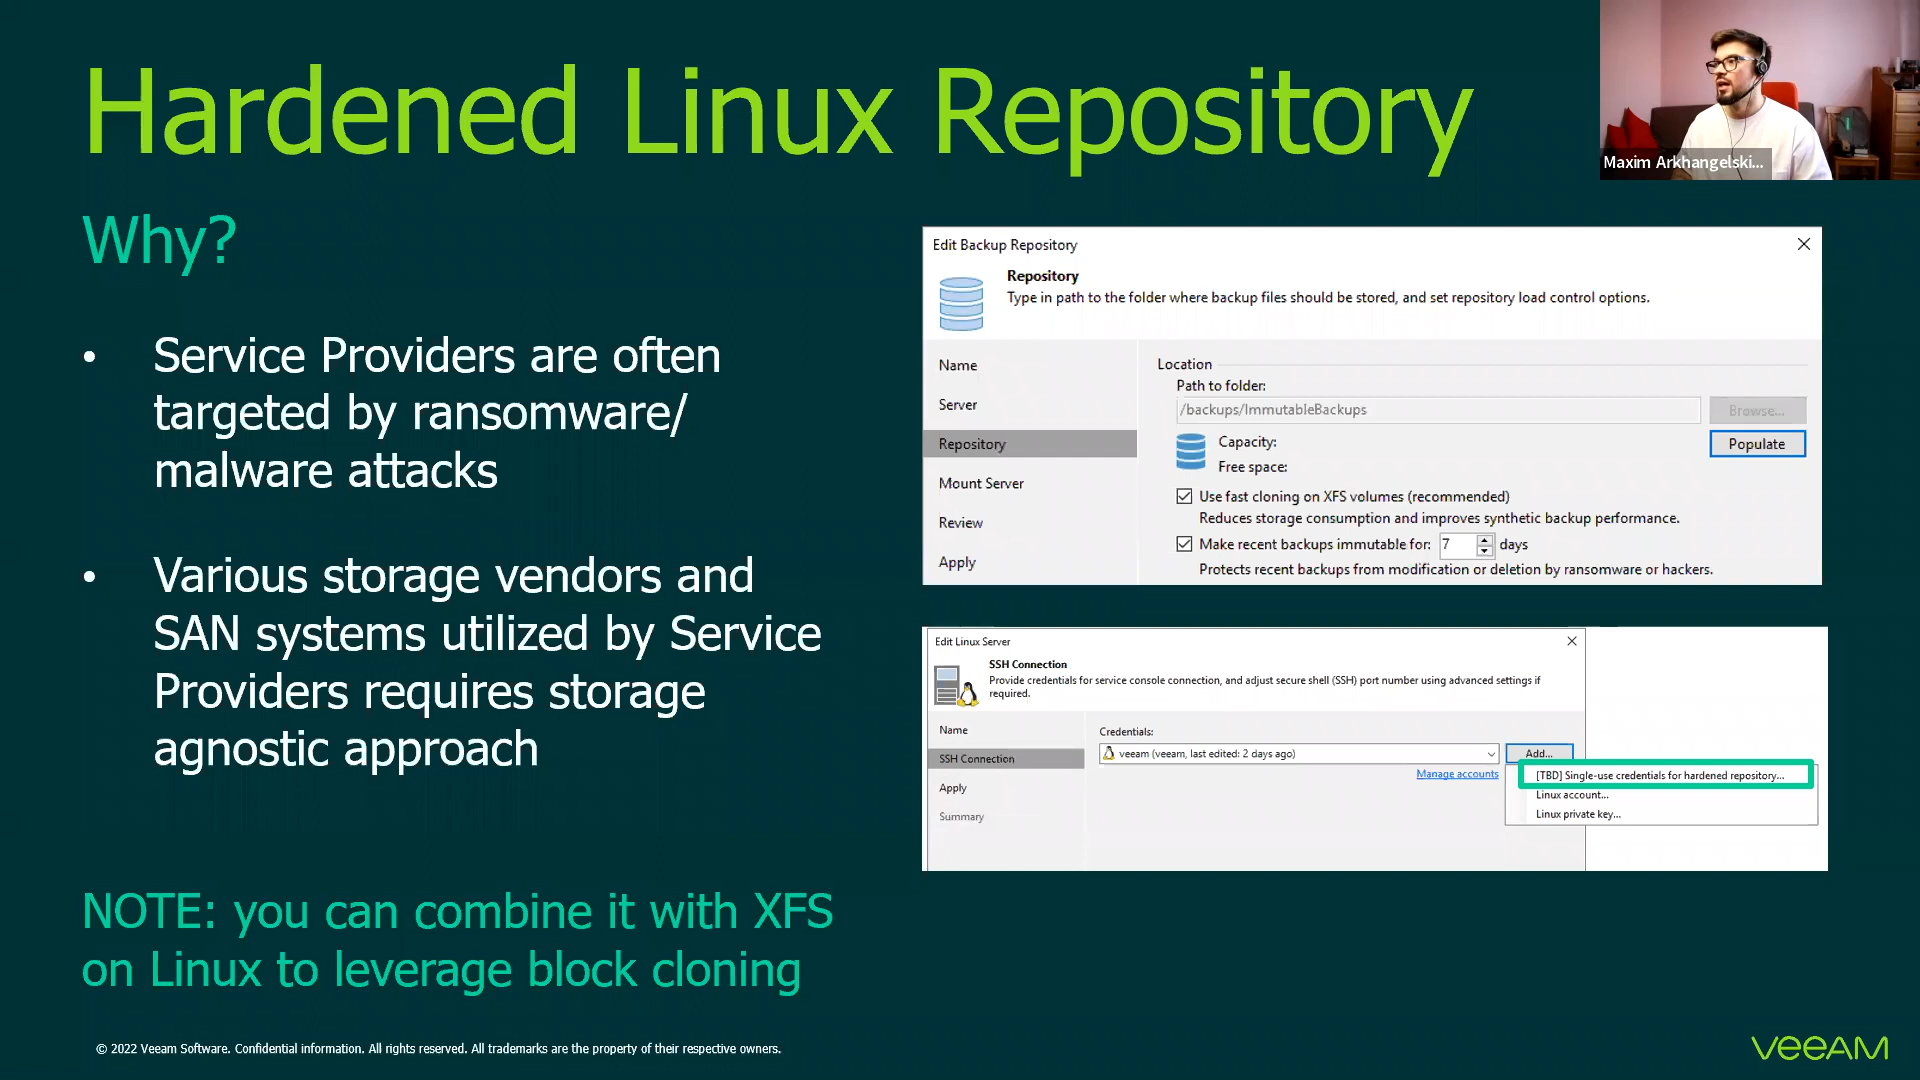 Hardened Linux Repository
Maxim Arkhangelski...
Why?
• Service Providers are often
targeted by ransomware/
malware attacks
• Various storage vendors and
SAN systems utilized by Service
Providers requires storage
agnostic approach
NOTE: you can combine it with XFS
on Linux to leverage block cloning
Edit Backup Repository
Repository
Type in path to the folder where backup files should be stored, and set repository load control options.
Name
Server
Repository
Mount Server
Review
Apply
Location
Path to folder:
/backups/ImmutableBackups
Browse...
Capacity:
Populate
Free space:
Use fast cloning on XFS volumes (recommended)
Reduces storage consumption and improves synthetic backup performance.
Make recent backups immutable for: 7 days
Protects recent backups from modification or deletion by ransomware or hackers.
Edit Linux Server
SSH Connection
Provide credentials for service console connection, and adjust secure shell (SSH) port number using advanced settings if
required.
Name
SSH Connection
Apply
Summary
Credentials:
veeam (veeam, last edited: 2 days ago)
Add...
Manage accounts
[TBD] Single-use credentials for hardened repository...
Linux account...
Linux private key...
© 2022 Veeam Software. Confidential information. All rights reserved. All trademarks are the property of their respective owners.
veeAM